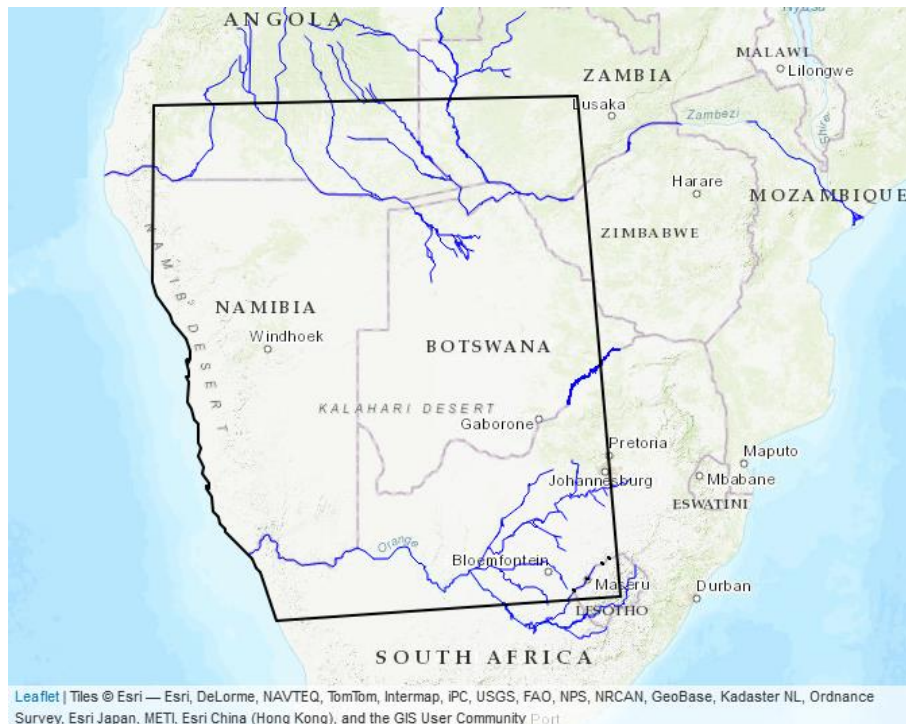 ANGOLA
Nyasa
MALAWI
Lilongwe
ZAMBIA
Lusaka
Zambezi
Shire
Harare
MOZAMBIQUE
ZIMBABWE
NAMIB DESERT
NAMIBIA
Windhoek
BOTSWANA
KALAHARI DESERT
Gaborone
Pretoria
Maputo
Johannesburg
Mbabane
ESWATINI
Orange
Bloemfontein
Maseru
Durban
LESOTHO
SOUTH AFRICA
Leaflet | Tiles © Esri — Esri, DeLorme, NAVTEQ, TomTom, Intermap, iPC, USGS, FAO, NPS, NRCAN, GeoBase, Kadaster NL, Ordnance
Survey, Esri Japan, METI, Esri China (Hong Kong), and the GIS User Community
Port